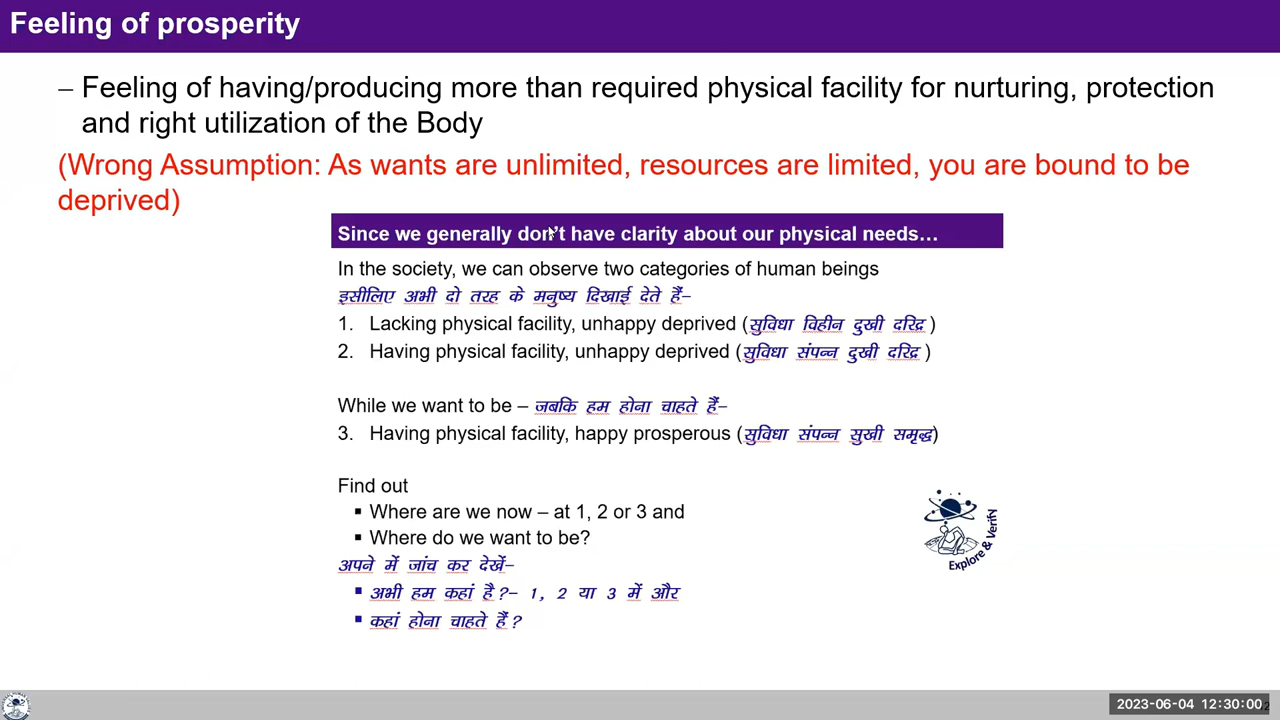 Feeling of prosperity
– Feeling of having/producing more than required physical facility for nurturing, protection
and right utilization of the Body
(Wrong Assumption: As wants are unlimited, resources are limited, you are bound to be
deprived)
Since we generally don't have clarity about our physical needs…
In the society, we can observe two categories of human beings
इसीलिए अभी दो तरह के मनुष्य दिखाई देते हैं–
1. Lacking physical facility, unhappy deprived (सुविधा विहीन दुखी दरिद्र )
2. Having physical facility, unhappy deprived (सुविधा संपन्न दुखी दरिद्र )
While we want to be – जबकि हम होना चाहते हैं–
3. Having physical facility, happy prosperous (सुविधा संपन्न सुखी समृद्ध)
Find out
▪ Where are we now – at 1, 2 or 3 and
▪ Where do we want to be?
अपने में जांच कर देखें–
▪ अभी हम कहां है ?– 1, 2 या 3 में और
▪ कहां होना चाहते हैं ?
Explore & Verify
2023-06-04 12:30:00